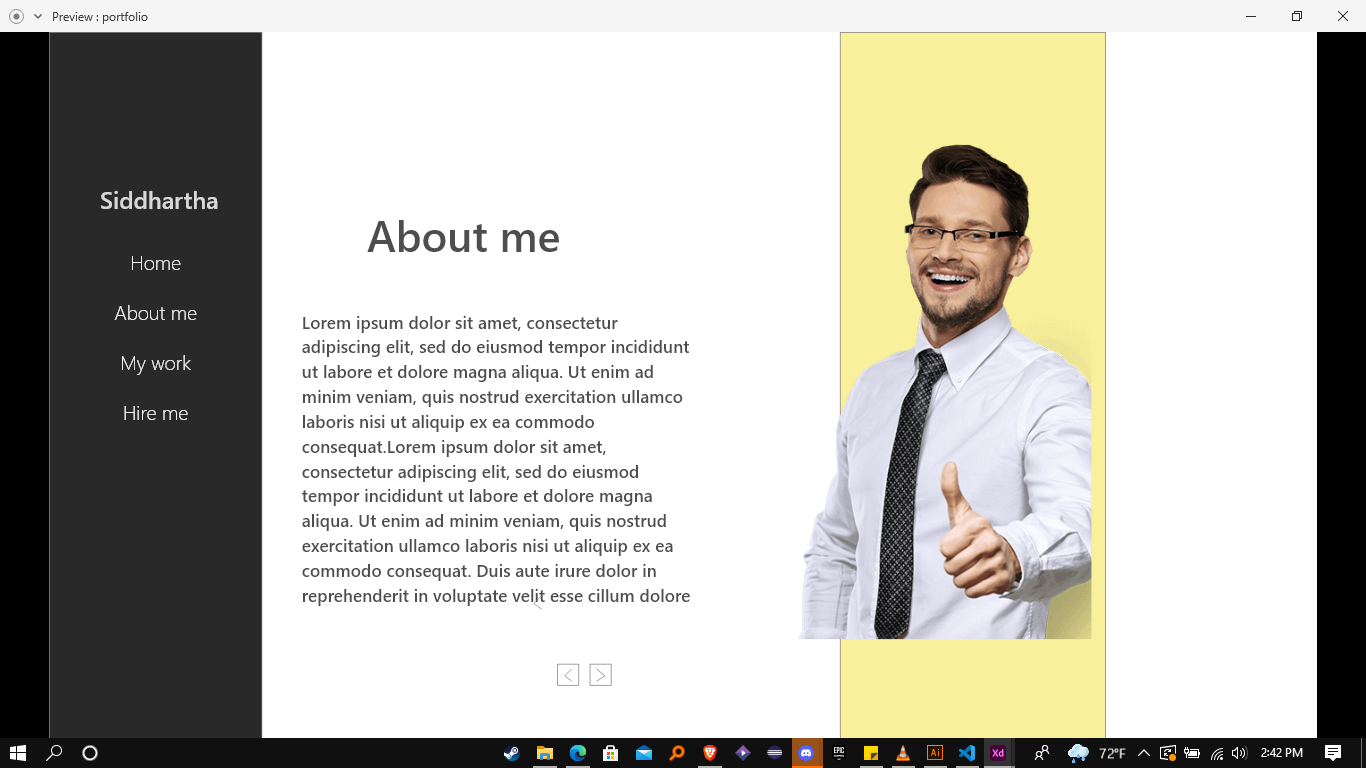 Preview : portfolio
Siddhartha
Home
About me
My work
Hire me
About me
Lorem ipsum dolor sit amet, consectetur
adipiscing elit, sed do eiusmod tempor incididunt
ut labore et dolore magna aliqua. Ut enim ad
minim veniam, quis nostrud exercitation ullamco
laboris nisi ut aliquip ex ea commodo
consequat.Lorem ipsum dolor sit amet,
consectetur adipiscing elit, sed do eiusmod
tempor incididunt ut labore et dolore magna
aliqua. Ut enim ad minim veniam, quis nostrud
exercitation ullamco laboris nisi ut aliquip ex ea
commodo consequat. Duis aute irure dolor in
reprehenderit in voluptate velit esse cillum dolore
EPIC
Ai
Xd
72°F
2:42 PM